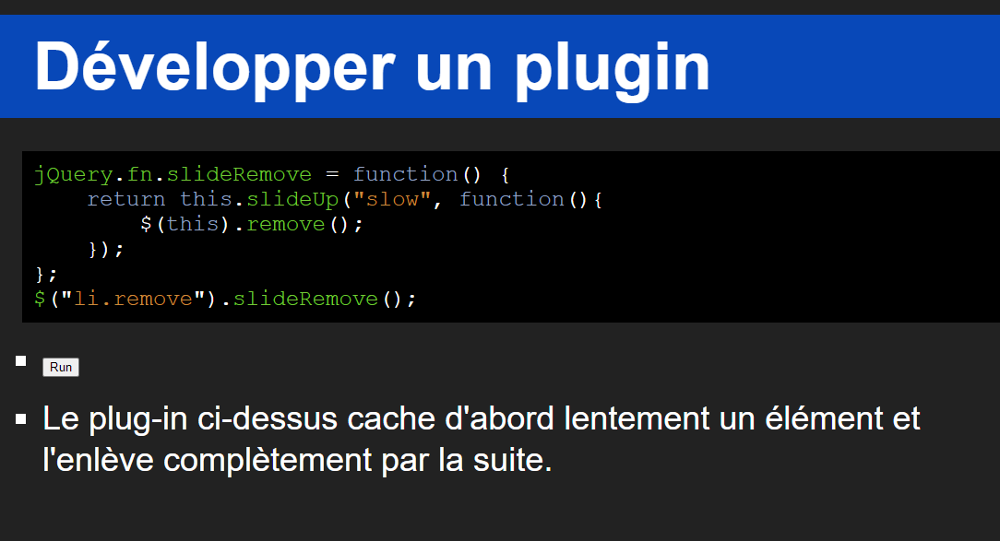 Développer un plugin
jQuery.fn.slideRemove = function() {
    return this.slideUp("slow", function(){
        $(this).remove();
    });
};
$("li.remove").slideRemove();
Run
Le plug-in ci-dessus cache d'abord lentement un élément et
l'enlève complètement par la suite.